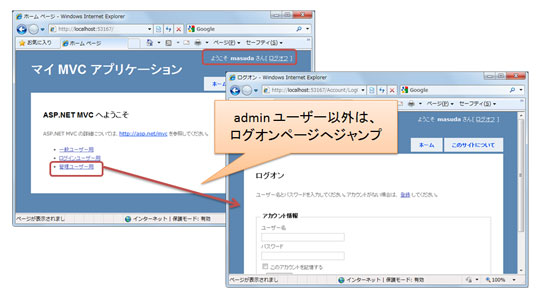 ホーム ページ - Windows Internet Explorer
http://localhost:53167/
Google
お気に入り
ホーム ページ
ページ(P)
セーフティ(S)
ようこそ masuda さん[ ログオフ ]
マイ MVC アプリケーション
ASP.NET MVC へようこそ
ASP.NET MVC の詳細については、http://asp.net/mvc を参照してください。
一般ユーザー用
ログインユーザー用
管理ユーザー用
ページが表示されまし
インターネット | 保護モード: 有効
admin ユーザー以外は、
ログオンページへジャンプ
ログオン - Windows Internet Explorer
http://localhost:53167/Account/Log
Google
ページ(P)
セーフティ(S)
ようこそ masuda さん[ ログオフ ]
ホーム
このサイトについて
ログオン
ユーザー名とパスワードを入力してください。アカウントがない場合は、登録してください。
アカウント情報
ユーザー名
パスワード
このアカウントを記憶する
ページが表示されまし
インターネット | 保護モード: 有効
100%